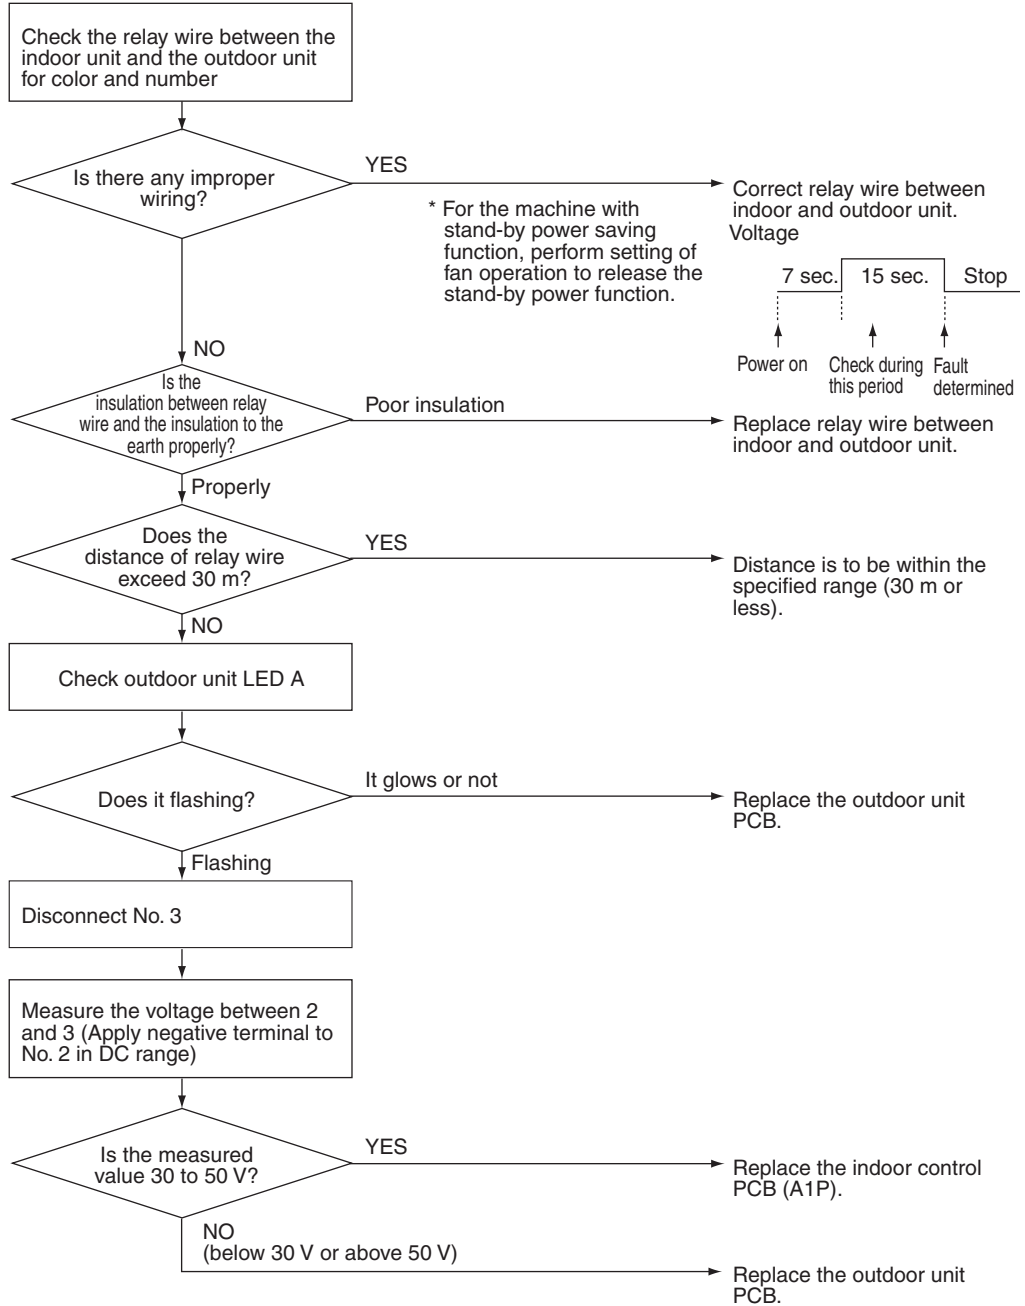 Check the relay wire between the
indoor unit and the outdoor unit
for color and number
Is there any improper
wiring?
YES
Correct relay wire between
indoor and outdoor unit.
* For the machine with
stand-by power saving
function, perform setting of
fan operation to release the
stand-by power function.
Voltage
7 sec.
15 sec.
Stop
Power on
Check during
this period
Fault
determined
NO
Is the
insulation between relay
wire and the insulation to the
earth properly?
Poor insulation
Replace relay wire between
indoor and outdoor unit.
Properly
Does the
distance of relay wire
exceed 30 m?
YES
Distance is to be within the
specified range (30 m or
less).
NO
Check outdoor unit LED A
Does it flashing?
It glows or not
Replace the outdoor unit
PCB.
Flashing
Disconnect No. 3
Measure the voltage between 2
and 3 (Apply negative terminal to
No. 2 in DC range)
Is the measured
value 30 to 50 V?
YES
Replace the indoor control
PCB (A1P).
NO
(below 30 V or above 50 V)
Replace the outdoor unit
PCB.